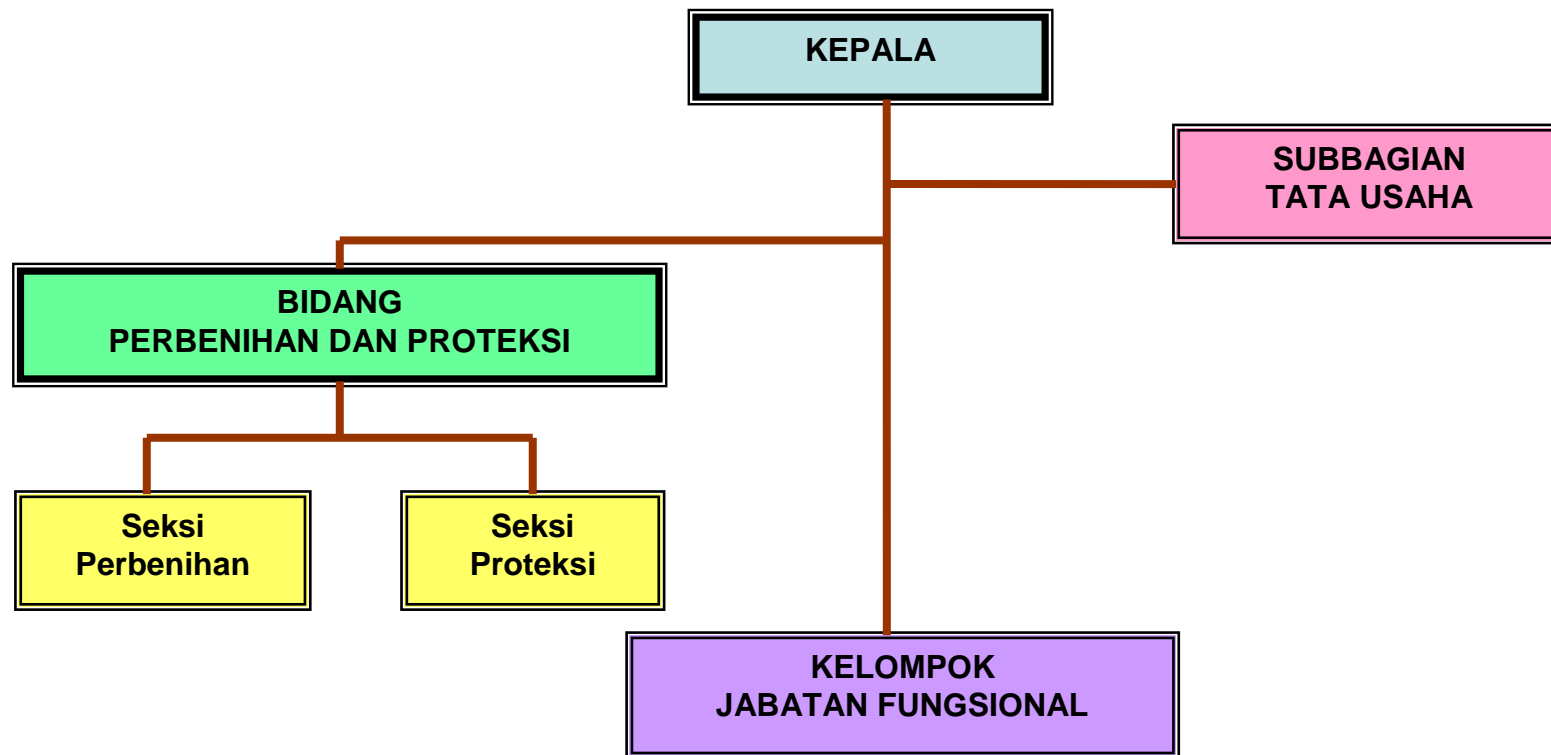 KEPALA
SUBBAGIAN
TATA USAHA
BIDANG
PERBENIHAN DAN PROTEKSI
Seksi
Perbenihan
Seksi
Proteksi
KELOMPOK
JABATAN FUNGSIONAL